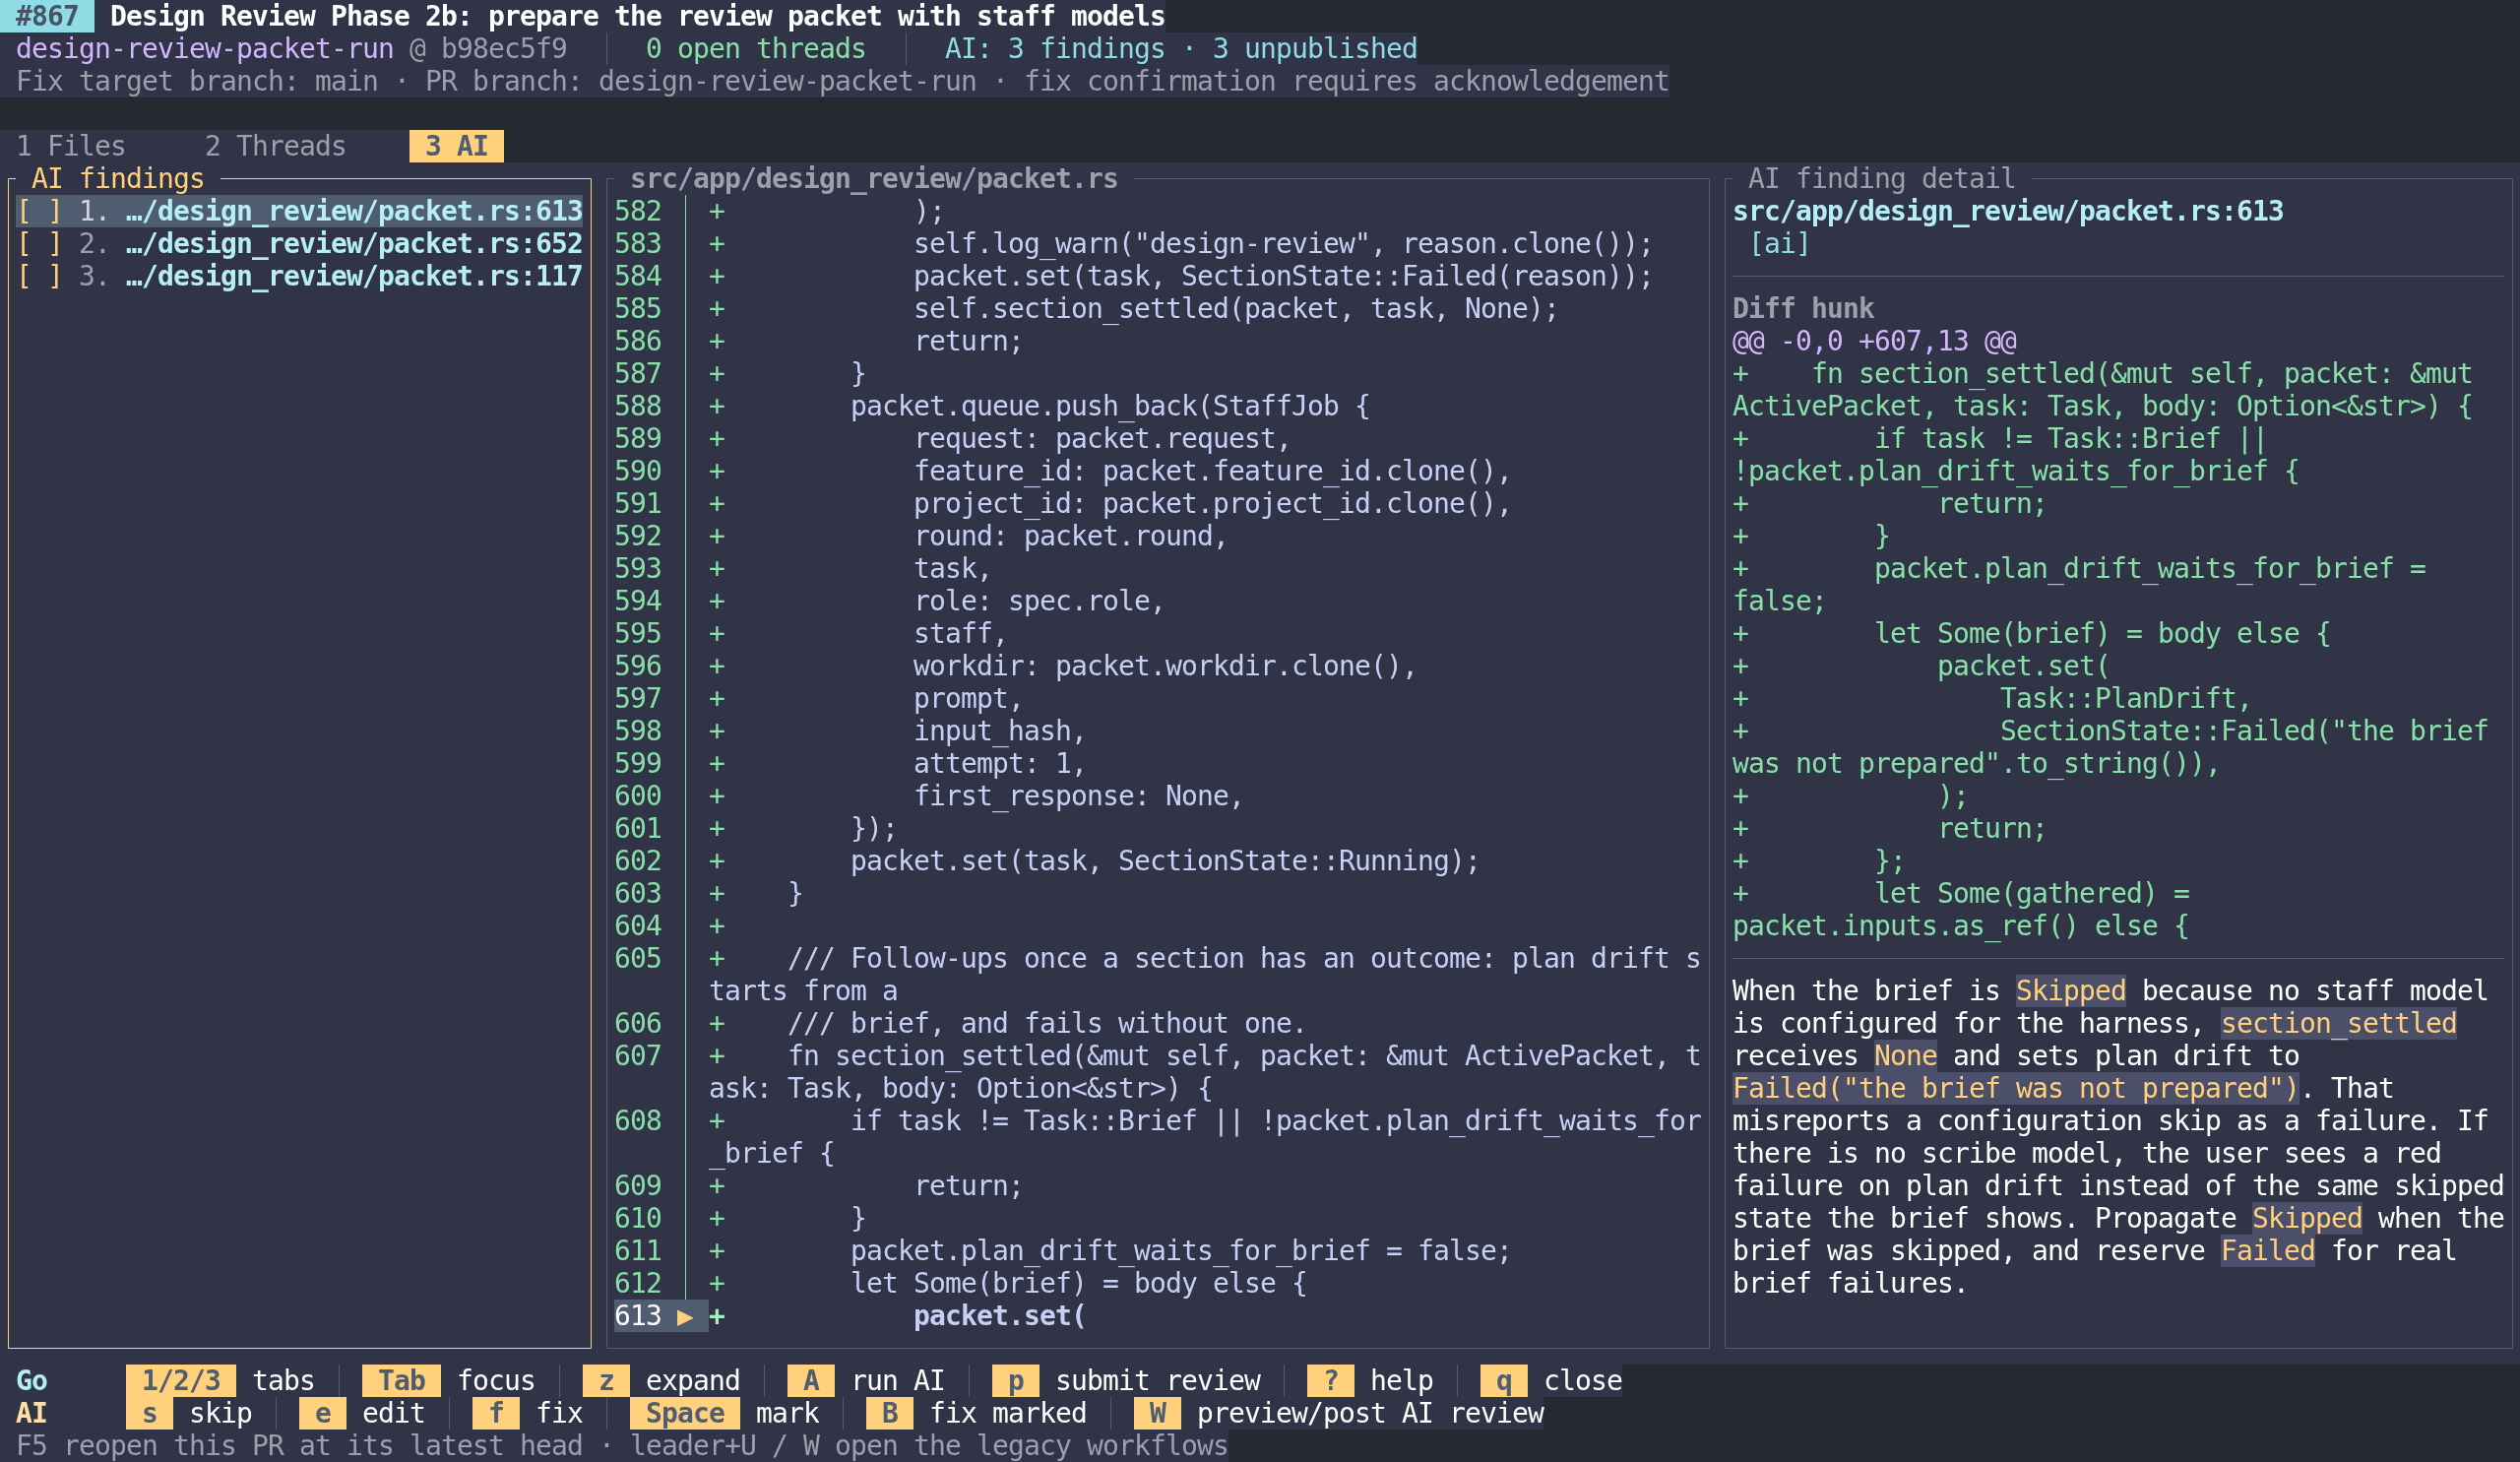 #867 Design Review Phase 2b: prepare the review packet with staff models
design-review-packet-run @ b98ec5f9 │ 0 open threads │ AI: 3 findings · 3 unpublished
Fix target branch: main · PR branch: design-review-packet-run · fix confirmation requires acknowledgement
1 Files 2 Threads 3 AI
AI findings
[ ] 1. …/design_review/packet.rs:613
[ ] 2. …/design_review/packet.rs:652
[ ] 3. …/design_review/packet.rs:117
src/app/design_review/packet.rs
582 + );
583 + self.log_warn("design-review", reason.clone());
584 + packet.set(task, SectionState::Failed(reason));
585 + self.section_settled(packet, task, None);
586 + return;
587 + }
588 + packet.queue.push_back(StaffJob {
589 + request: packet.request,
590 + feature_id: packet.feature_id.clone(),
591 + project_id: packet.project_id.clone(),
592 + round: packet.round,
593 + task,
594 + role: spec.role,
595 + staff,
596 + workdir: packet.workdir.clone(),
597 + prompt,
598 + input_hash,
599 + attempt: 1,
600 + first_response: None,
601 + });
602 + packet.set(task, SectionState::Running);
603 + }
604 +
605 + /// Follow-ups once a section has an outcome: plan drift s
tarts from a
606 + /// brief, and fails without one.
607 + fn section_settled(&mut self, packet: &mut ActivePacket, t
ask: Task, body: Option<&str>) {
608 + if task != Task::Brief || !packet.plan_drift_waits_for
_brief {
609 + return;
610 + }
611 + packet.plan_drift_waits_for_brief = false;
612 + let Some(brief) = body else {
613 ▶ + packet.set(
AI finding detail
src/app/design_review/packet.rs:613
[ai]
Diff hunk
@@ -0,0 +607,13 @@
+ fn section_settled(&mut self, packet: &mut
ActivePacket, task: Task, body: Option<&str>) {
+ if task != Task::Brief ||
!packet.plan_drift_waits_for_brief {
+ return;
+ }
+ packet.plan_drift_waits_for_brief =
false;
+ let Some(brief) = body else {
+ packet.set(
+ Task::PlanDrift,
+ SectionState::Failed("the brief
was not prepared".to_string()),
+ );
+ return;
+ };
+ let Some(gathered) =
packet.inputs.as_ref() else {
When the brief is Skipped because no staff model
is configured for the harness, section_settled
receives None and sets plan drift to
Failed("the brief was not prepared"). That
misreports a configuration skip as a failure. If
there is no scribe model, the user sees a red
failure on plan drift instead of the same skipped
state the brief shows. Propagate Skipped when the
brief was skipped, and reserve Failed for real
brief failures.
Go 1/2/3 tabs │ Tab focus │ z expand │ A run AI │ p submit review │ ? help │ q close
AI s skip │ e edit │ f fix │ Space mark │ B fix marked │ W preview/post AI review
F5 reopen this PR at its latest head · leader+U / W open the legacy workflows